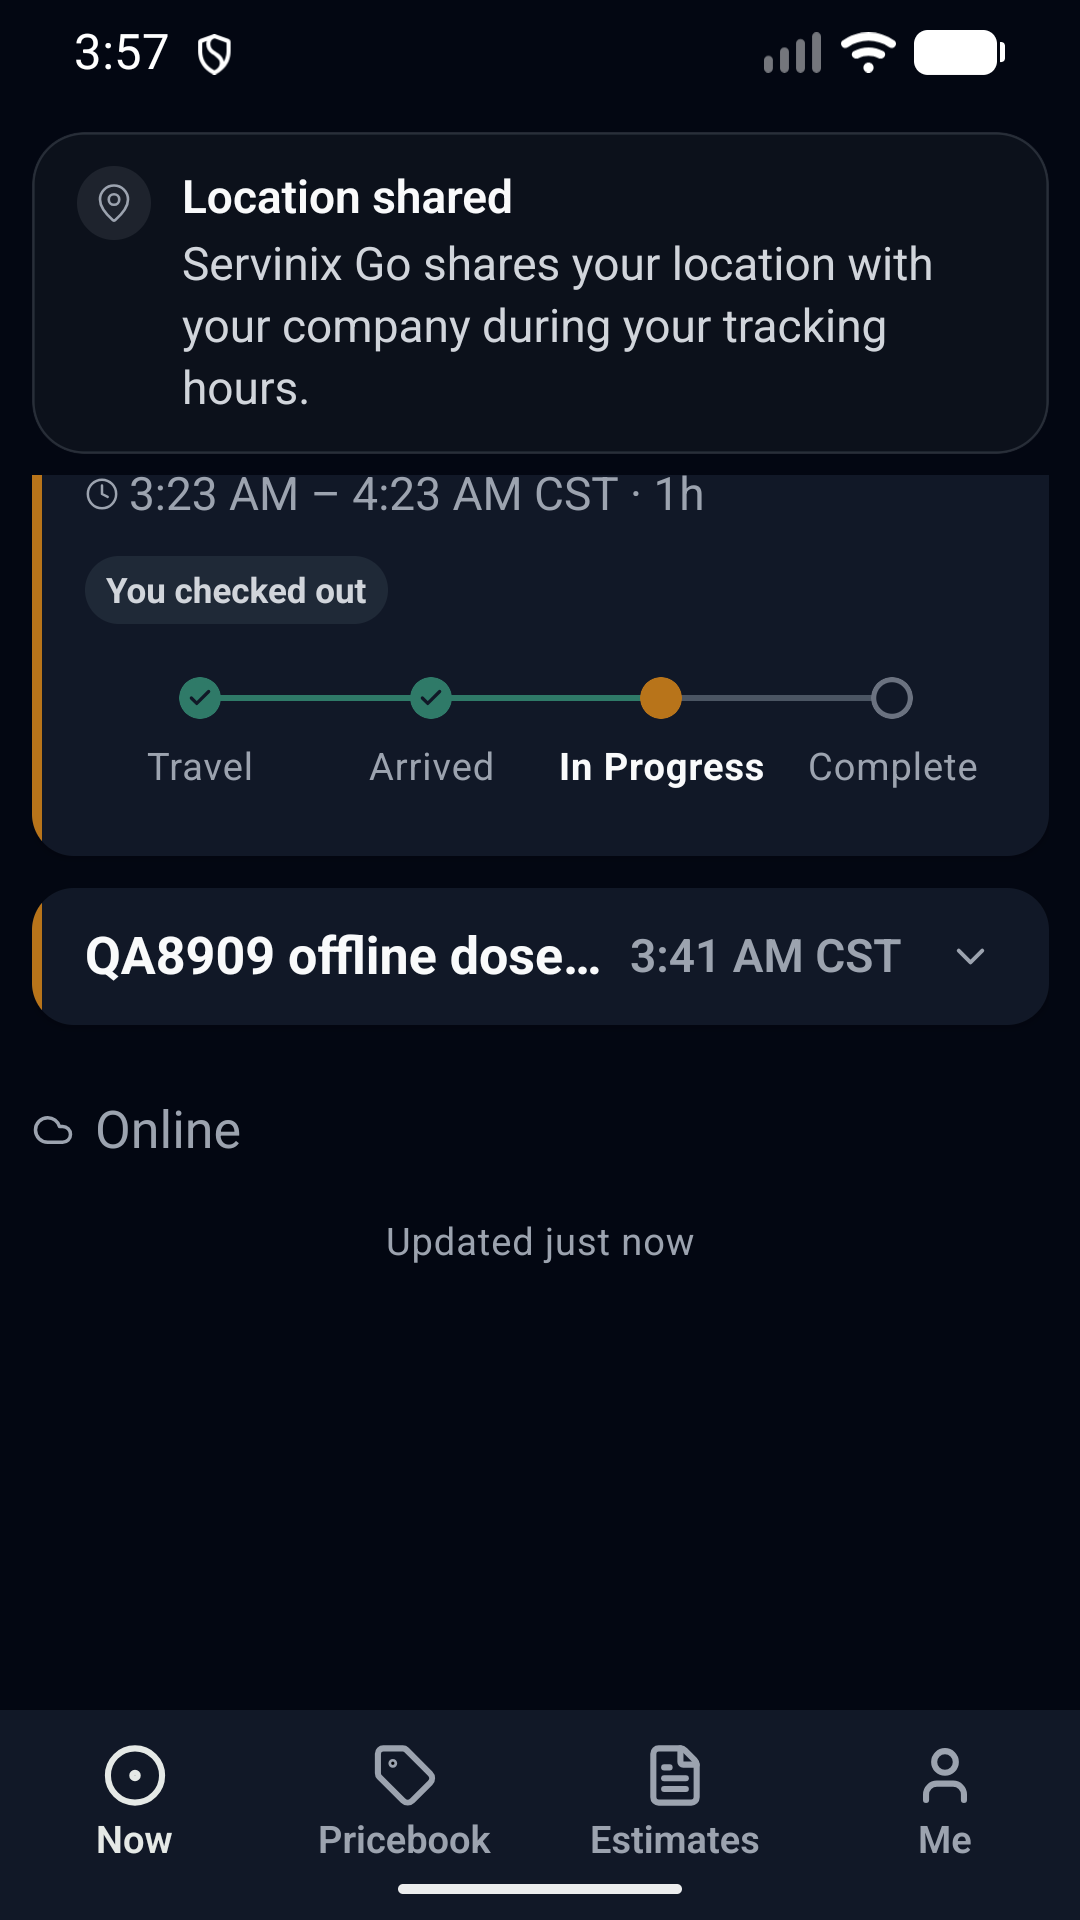 3:57
Location shared
Servinix Go shares your location with
your company during your tracking
hours.
3:23 AM – 4:23 AM CST · 1h
You checked out
Travel
Arrived
In Progress
Complete
QA8909 offline dose… 3:41 AM CST
Online
Updated just now
Now
Pricebook
Estimates
Me